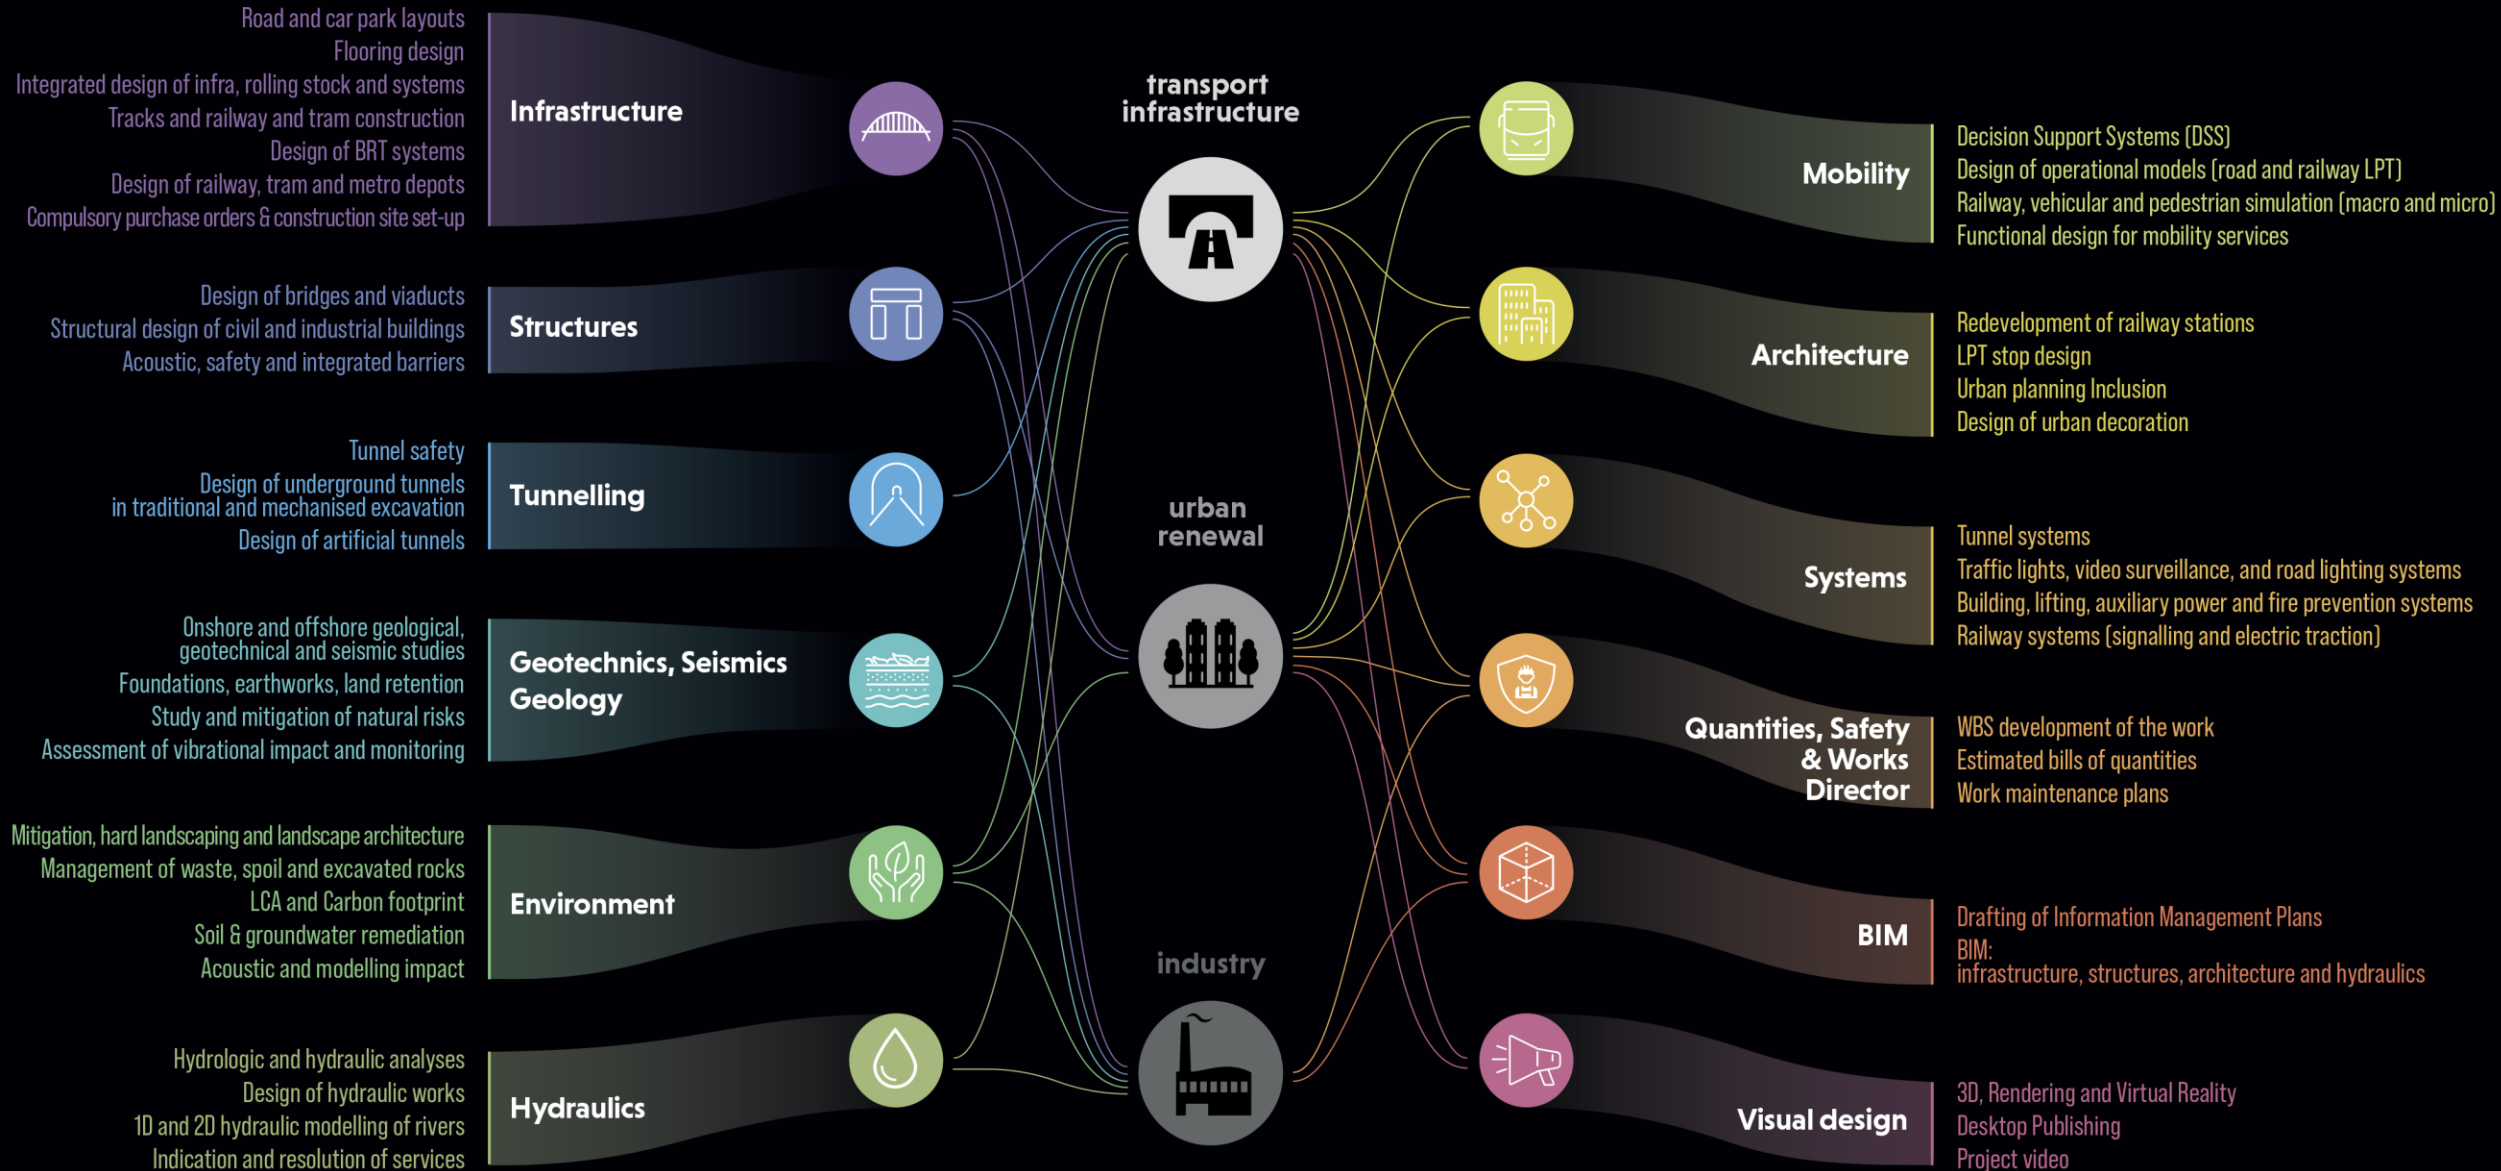 Road and car park layouts
Flooring design
Integrated design of infra, rolling stock and systems
Tracks and railway and tram construction
Design of BRT systems
Design of railway, tram and metro depots
Compulsory purchase orders & construction site set-up
Infrastructure
Design of bridges and viaducts
Structural design of civil and industrial buildings
Acoustic, safety and integrated barriers
Structures
Tunnel safety
Design of underground tunnels
in traditional and mechanised excavation
Design of artificial tunnels
Tunnelling
Onshore and offshore geological,
geotechnical and seismic studies
Foundations, earthworks, land retention
Study and mitigation of natural risks
Assessment of vibrational impact and monitoring
Geotechnics, Seismics
Geology
Mitigation, hard landscaping and landscape architecture
Management of waste, spoil and excavated rocks
LCA and Carbon footprint
Soil & groundwater remediation
Acoustic and modelling impact
Environment
Hydrologic and hydraulic analyses
Design of hydraulic works
1D and 2D hydraulic modelling of rivers
Indication and resolution of services
Hydraulics
transport
infrastructure
urban
renewal
industry
Mobility
Decision Support Systems (DSS)
Design of operational models (road and railway LPT)
Railway, vehicular and pedestrian simulation (macro and micro)
Functional design for mobility services
Architecture
Redevelopment of railway stations
LPT stop design
Urban planning Inclusion
Design of urban decoration
Systems
Tunnel systems
Traffic lights, video surveillance, and road lighting systems
Building, lifting, auxiliary power and fire prevention systems
Railway systems (signalling and electric traction)
Quantities, Safety
& Works
Director
WBS development of the work
Estimated bills of quantities
Work maintenance plans
BIM
Drafting of Information Management Plans
BIM:
infrastructure, structures, architecture and hydraulics
Visual design
3D, Rendering and Virtual Reality
Desktop Publishing
Project video